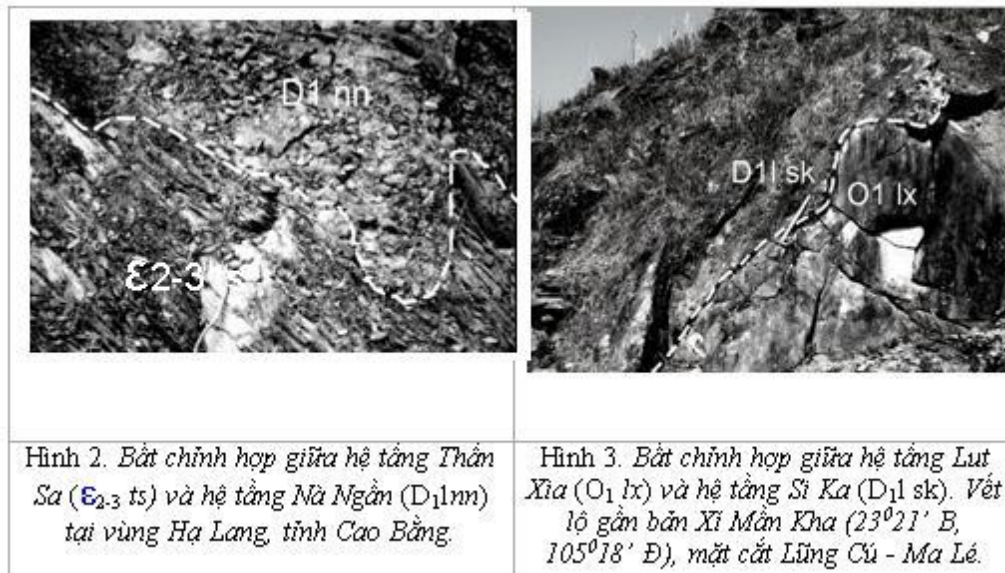 D1 nn
Ɛ2-3 ts
D1l sk
O1 lx
Hình 2. Bất chỉnh hợp giữa hệ tầng Thần
Sa (Ɛ2-3 ts) và hệ tầng Nà Ngần (D1lnn)
tại vùng Hạ Lang, tỉnh Cao Bằng.
Hình 3. Bất chỉnh hợp giữa hệ tầng Lut
Xìa (O1 lx) và hệ tầng Si Ka (D1l sk). Vết
lộ gần bản Xỉ Mần Kha (23⁰21’ B,
105⁰18’ Đ), mặt cắt Lũng Cú - Ma Lé.